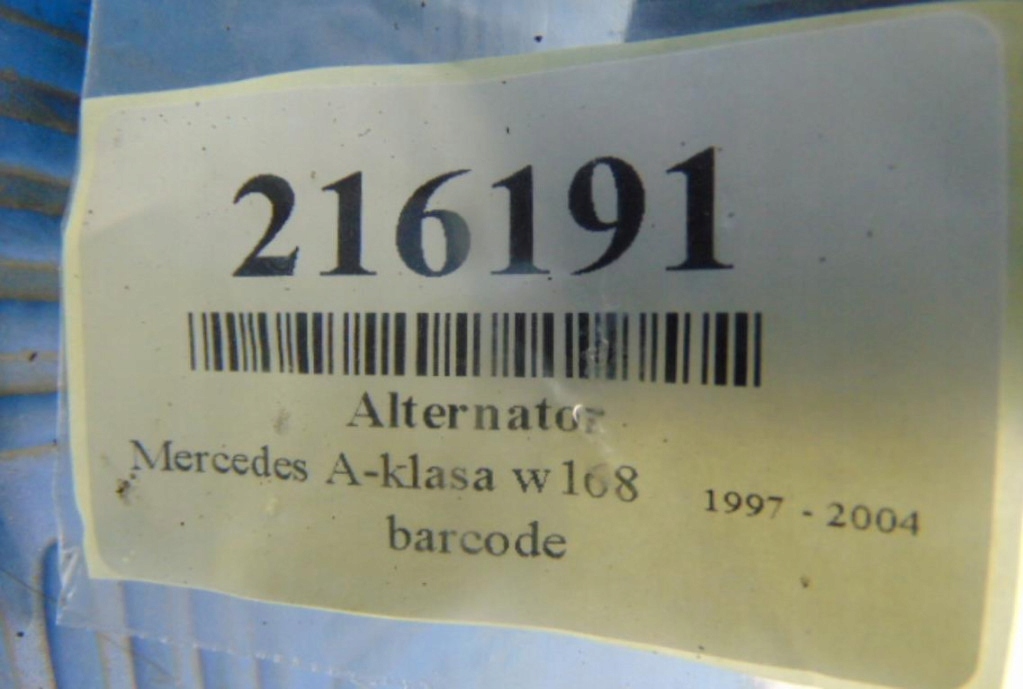 216191
Alternator
Mercedes A-klasa w168 1997 - 2004
barcode